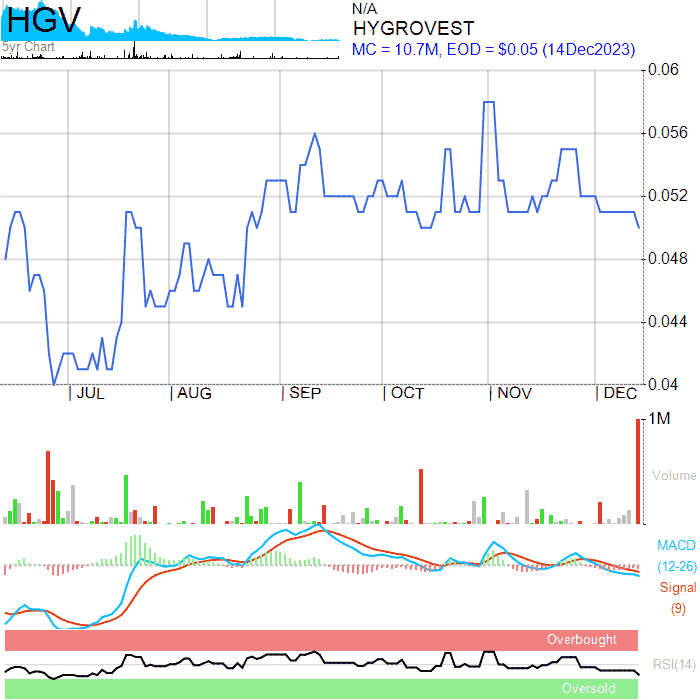 HGV
5yr Chart
N/A
HYGROVEST
MC = 10.7M, EOD = $0.05 (14Dec2023)
0.06
0.056
0.052
0.048
0.044
0.04
JUL AUG SEP OCT NOV DEC
1M
Volume
MACD
(12-26)
Signal
(9)
Overbought
RSI(14)
Oversold